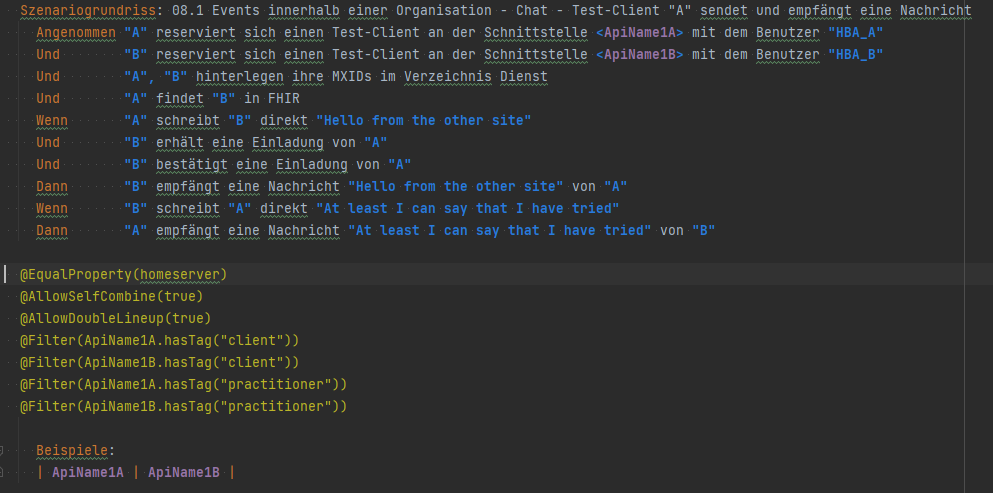 Szenariogrundriss: 08.1 Events innerhalb einer Organisation - Chat - Test-Client "A" sendet und empfängt eine Nachricht
Angenommen "A" reserviert sich einen Test-Client an der Schnittstelle <ApiName1A> mit dem Benutzer "HBA_A"
Und "B" reserviert sich einen Test-Client an der Schnittstelle <ApiName1B> mit dem Benutzer "HBA_B"
Und "A", "B" hinterlegen ihre MXIDs im Verzeichnis Dienst
Und "A" findet "B" in FHIR
Wenn "A" schreibt "B" direkt "Hello from the other site"
Und "B" erhält eine Einladung von "A"
Und "B" bestätigt eine Einladung von "A"
Dann "B" empfängt eine Nachricht "Hello from the other site" von "A"
Wenn "B" schreibt "A" direkt "At least I can say that I have tried"
Dann "A" empfängt eine Nachricht "At least I can say that I have tried" von "B"
@EqualProperty(homeserver)
@AllowSelfCombine(true)
@AllowDoubleLineup(true)
@Filter(ApiName1A.hasTag("client"))
@Filter(ApiName1B.hasTag("client"))
@Filter(ApiName1A.hasTag("practitioner"))
@Filter(ApiName1B.hasTag("practitioner"))
Beispiele:
| ApiName1A | ApiName1B |